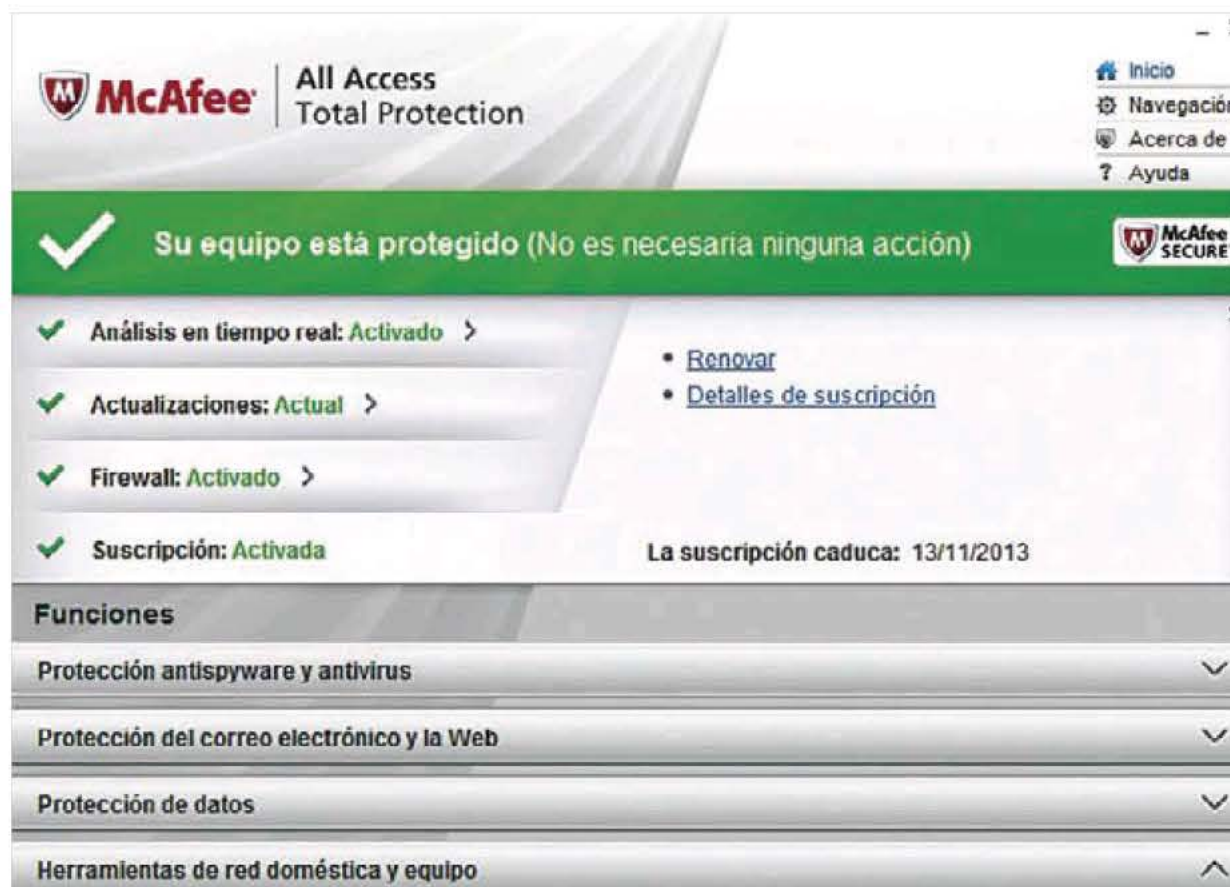 McAfee
All Access
Total Protection
Inicio
Navegación
Acerca de
? Ayuda
Su equipo está protegido (No es necesaria ninguna acción)
McAfee
SECURE
Análisis en tiempo real: Activado >
Actualizaciones: Actual >
Firewall: Activado >
Suscripción: Activada
• Renovar
• Detalles de suscripción
La suscripción caduca: 13/11/2013
Funciones
Protección antispyware y antivirus
Protección del correo electrónico y la Web
Protección de datos
Herramientas de red doméstica y equipo